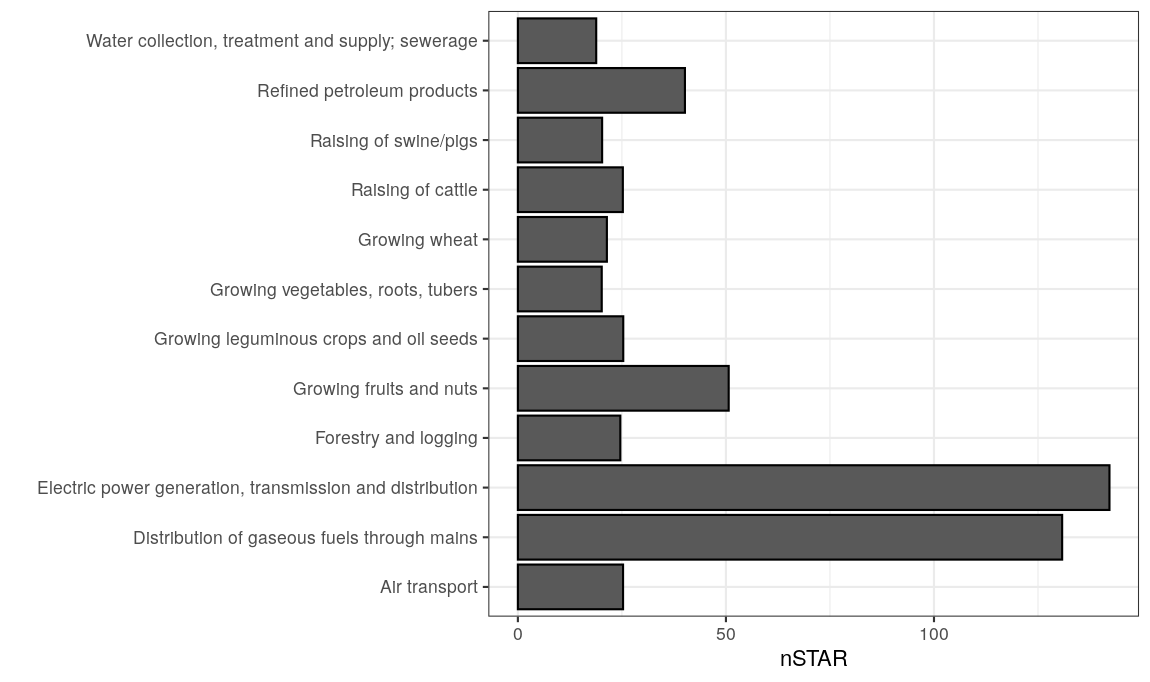 Water collection, treatment and supply; sewerage
Refined petroleum products
Raising of swine/pigs
Raising of cattle
Growing wheat
Growing vegetables, roots, tubers
Growing leguminous crops and oil seeds
Growing fruits and nuts
Forestry and logging
Electric power generation, transmission and distribution
Distribution of gaseous fuels through mains
Air transport
0 50 100
nSTAR